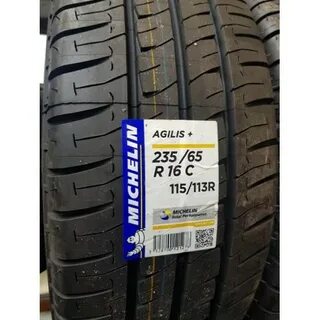 MICHELIN
AGILIS +
235 /65
R 16 C
115/113R
MICHELIN
Total Performance